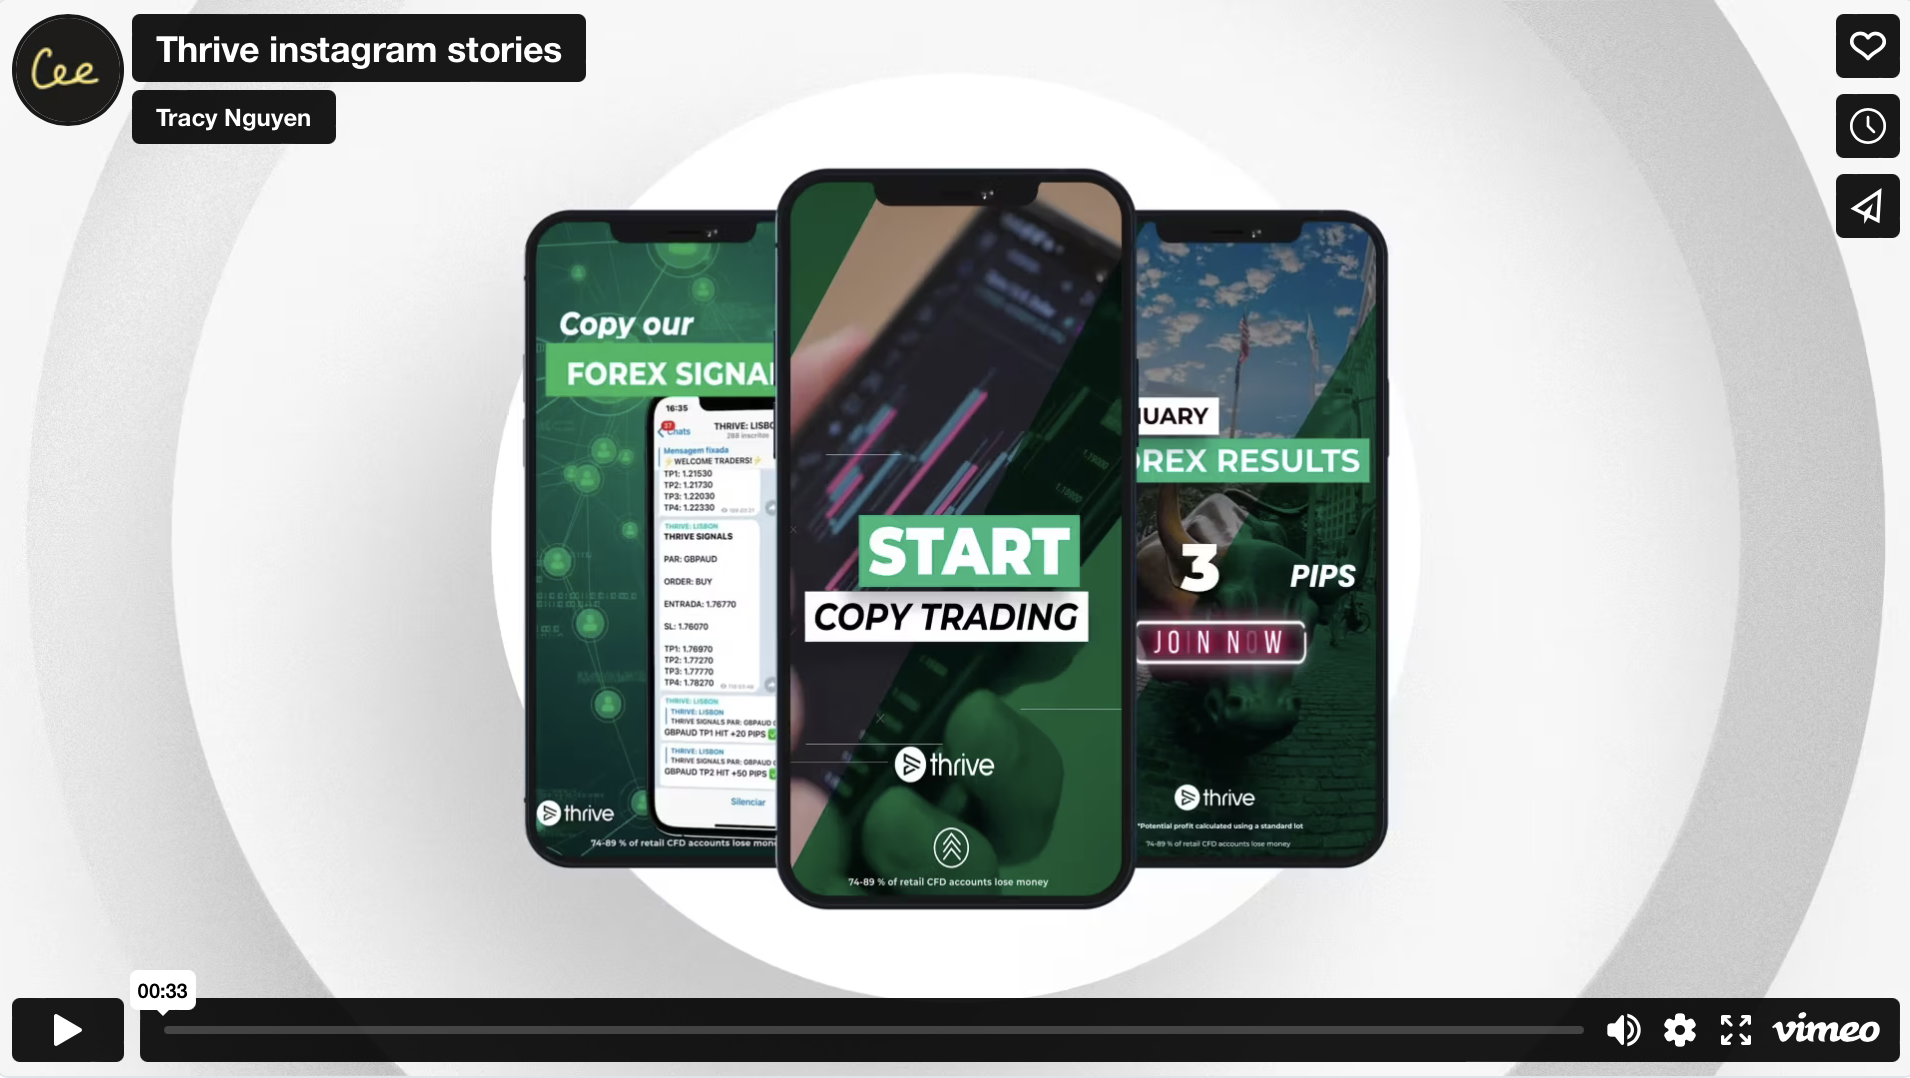 Cee
Thrive instagram stories
Tracy Nguyen
Copy our
FOREX SIGNAL
16:35
27
Chats
THRIVE: LISBO
288 inscritos
Mensagem fixada
⚡WELCOME TRADERS!⚡
TP1: 1.21530
TP2: 1.21730
TP3: 1.22030
TP4: 1.22330
THRIVE: LISBON
THRIVE SIGNALS
PAR: GBPAUD
ORDER: BUY
ENTRADA: 1.76770
SL: 1.76070
TP1: 1.76970
TP2: 1.77270
TP3: 1.77770
TP4: 1.78270
THRIVE: LISBON
THRIVE: LISBON
THRIVE SIGNALS PAR: GBPAUD
GBPAUD TP1 HIT +20 PIPS ✅
THRIVE: LISBON
THRIVE SIGNALS PAR: GBPAUD
GBPAUD TP2 HIT +50 PIPS ✅
Silenciar
thrive
74-89 % of retail CFD accounts lose mon
START
COPY TRADING
thrive
74-89 % of retail CFD accounts lose money
NUARY
OREX RESULTS
3 PIPS
JOIN NOW
thrive
*Potential profit calculated using a standard lot
74-89 % of retail CFD accounts lose money
00:33
vimeo